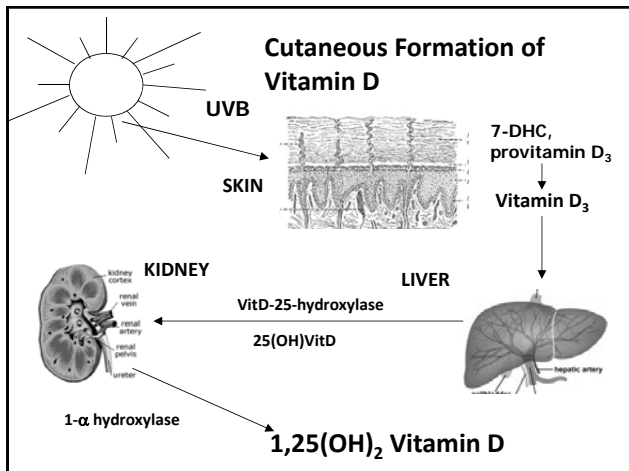 Cutaneous Formation of
Vitamin D
UVB
7-DHC,
provitamin D₃
SKIN
Vitamin D₃
KIDNEY
LIVER
kidney
cortex
renal
vein
renal
artery
renal
pelvis
ureter
VitD-25-hydroxylase
25(OH)VitD
hepatic artery
1-α hydroxylase
1,25(OH)₂ Vitamin D